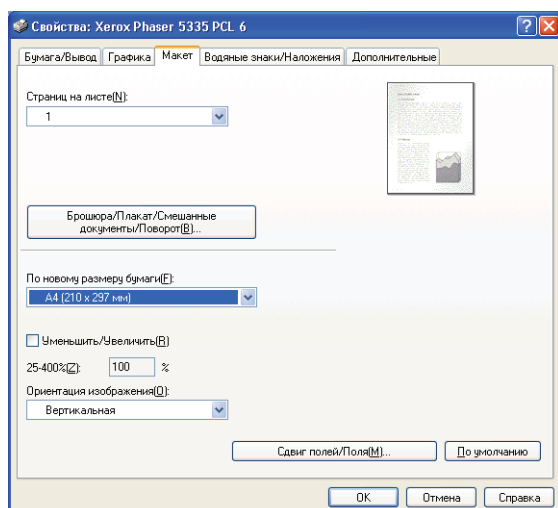 Свойства: Xerox Phaser 5335 PCL 6
Бумага/Вывод Графика Макет Водяные знаки/Наложения Дополнительные
Страниц на листе(N):
1
Брошюра/Плакат/Смешанные
документы/Поворот(B)...
По новому размеру бумаги(F):
A4 (210 x 297 мм)
Уменьшить/Увеличить(R)
25-400%(Z): 100 %
Ориентация изображения(O):
Вертикальная
Сдвиг полей/Поля(M)... По умолчанию
OK Отмена Справка